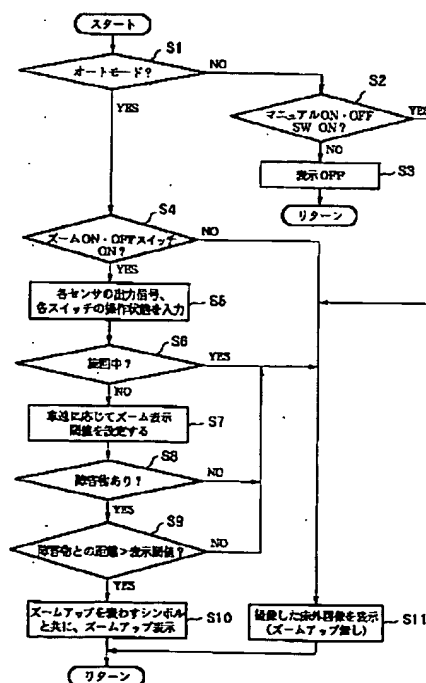 スタート
S1
オートモード?
NO
YES
S2
マニュアルON・OFF
SW ON?
YES
NO
表示OFF
S3
リターン
S4
ズームON・OFFスイッチ
ON?
NO
YES
各センサの出力信号、
各スイッチの操作状態を入力
S5
S6
旋回中?
YES
NO
車速に応じてズーム表示
閾値を設定する
S7
S8
障害物あり?
NO
YES
S9
障害物との距離>表示閾値?
NO
YES
ズームアップを表わすシンボル
と共に、ズームアップ表示
S10
撮像した車外画像を表示
(ズームアップ無し)
S11
リターン